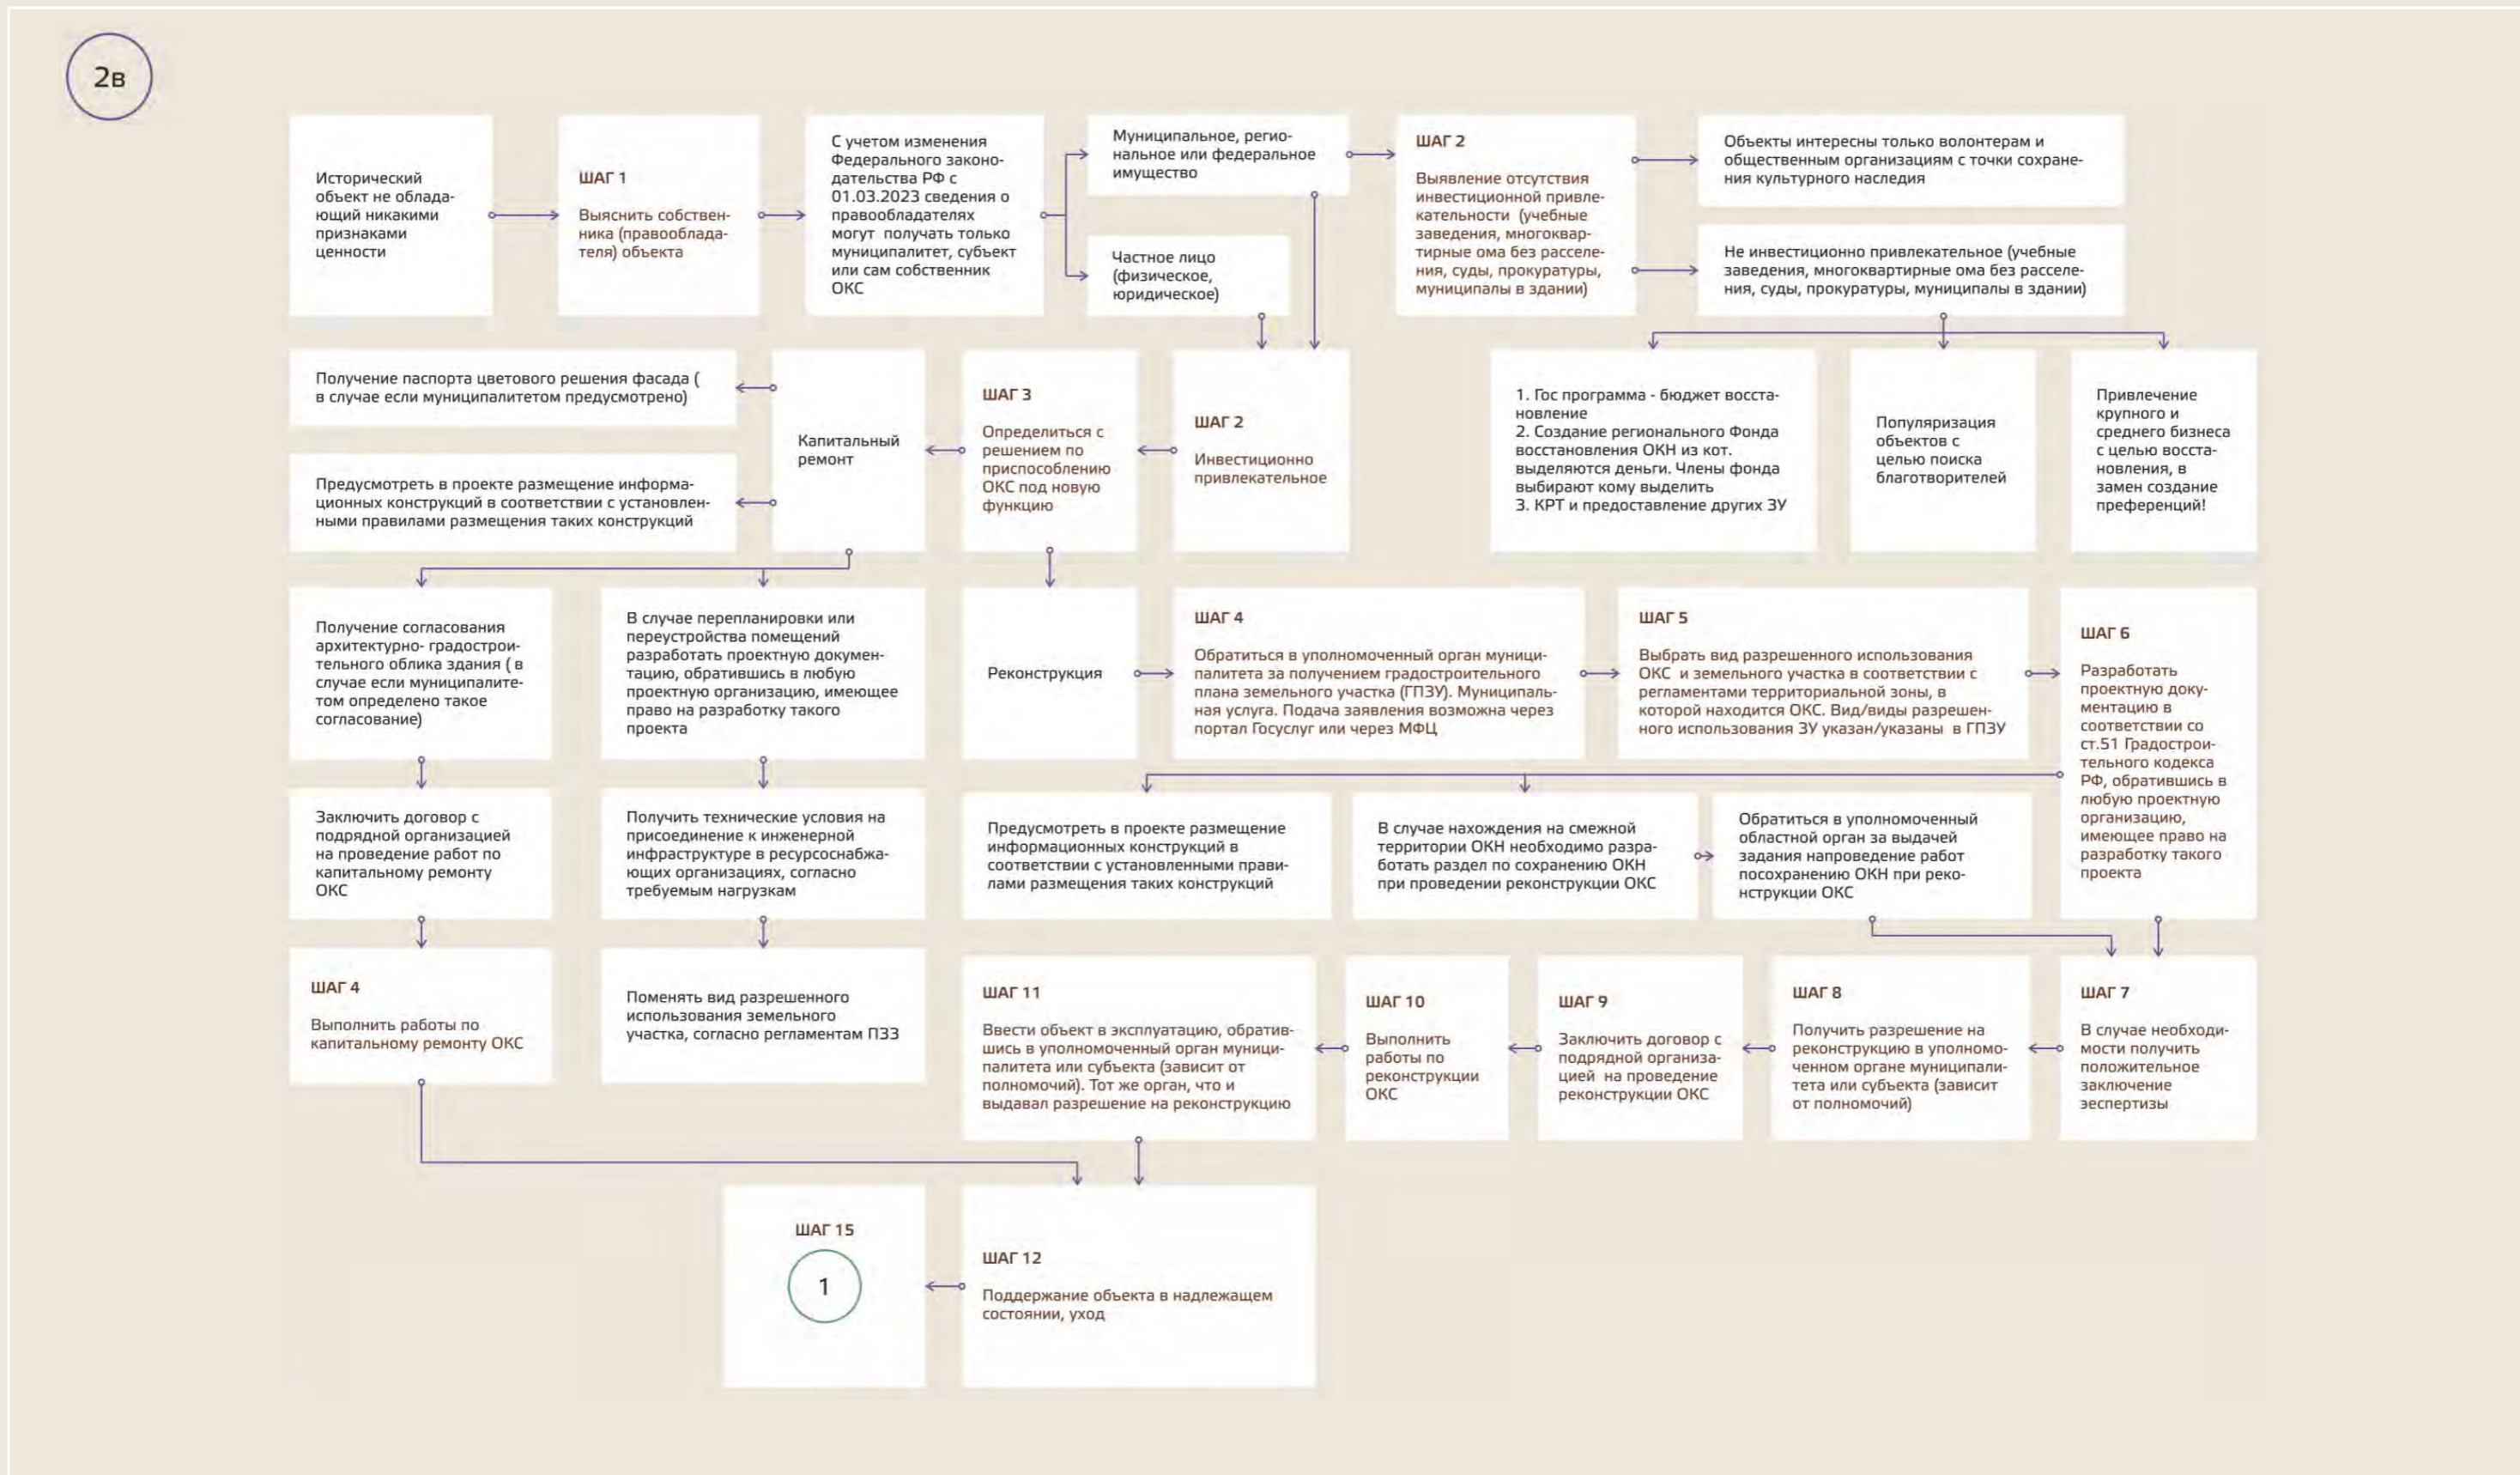 2в
Исторический
объект не облада-
ющий никакими
признаками
ценности
ШАГ 1
Выяснить собствен-
ника (правооблада-
теля) объекта
С учетом изменения
Федерального законо-
дательства РФ с
01.03.2023 сведения о
правообладателях
могут получать только
муниципалитет, субъект
или сам собственник
ОКС
Муниципальное, регио-
нальное или федеральное
имущество
Частное лицо
(физическое,
юридическое)
ШАГ 2
Выявление отсутствия
инвестиционной привле-
кательности (учебные
заведения, многоквар-
тирные ома без расселе-
ния, суды, прокуратуры,
муниципалы в здании)
Объекты интересны только волонтерам и
общественным организациям с точки сохране-
ния культурного наследия
Не инвестиционо привлекательное (учебные
заведения, многоквартирные ома без расселе-
ния, суды, прокуратуры, муниципалы в здании)
Получение паспорта цветового решения фасада (
в случае если муниципалитетом предусмотрено)
Предусмотреть в проекте размещение информа-
ционных конструкций в соответствии с установлен-
ными правилами размещения таких конструкций
Капитальный
ремонт
ШАГ 3
Определиться с
решением по
приспособлению
ОКС под новую
функцию
ШАГ 2
Инвестиционно
привлекательное
1. Гос программа - бюджет восста-
новление
2. Создание регионального Фонда
восстановления ОКН из кот.
выделяются деньги. Члены фонда
выбирают кому выделить
3. КРТ и предоставление других ЗУ
Популяризация
объектов с
целью поиска
благотворителей
Привлечение
крупного и
среднего бизнеса
с целью восста-
новления, в
замен создание
преференций!
Получение согласования
архитектурно- градострои-
тельного облика здания ( в
случае если муниципалите-
том определено такое
согласование)
В случае перепланировки или
переустройства помещений
разработать проектную докумен-
тацию, обратившись в любую
проектную организацию, имеющее
право на разработку такого
проекта
Реконструкция
ШАГ 4
Обратиться в уполномоченный орган муници-
палитета за получением градостроительного
плана земельного участка (ГПЗУ). Муниципаль-
ная услуга. Подача заявления возможна через
портал Госуслуг или через МФЦ
ШАГ 5
Выбрать вид разрешенного использования
ОКС и земельного участка в соответствии с
регламентами территориальной зоны, в
которой находится ОКС. Вид/виды разрешен-
ного использования ЗУ указан/указаны в ГПЗУ
ШАГ 6
Разработать
проектную доку-
ментацию в
соответствии со
ст.51 Градострои-
тельного кодекса
РФ, обратившись в
любую проектную
организацию,
имеющее право на
разработку такого
проекта
Заключить договор с
подрядной организацией
на проведение работ по
капитальному ремонту
ОКС
Получить технические условия на
присоединение к инженерной
инфраструктуре в ресурсоснабжа-
ющих организациях, согласно
требуемым нагрузкам
Предусмотреть в проекте размещение
информационных конструкций в
соответствии с установленными прави-
лами размещения таких конструкций
В случае нахождения на смежной
территории ОКН необходимо разра-
ботать раздел по сохранению ОКН
при проведении реконструкции ОКС
Обратиться в уполномоченный
областной орган за выдачей
задания напроведение работ
посохранению ОКН при реко-
нструкции ОКС
ШАГ 4
Выполнить работы по
капитальному ремонту ОКС
Поменять вид разрешенного
использования земельного
участка, согласно регламентам ПЗЗ
ШАГ 11
Ввести объект в эксплуатацию, обратив-
шись в уполномоченный орган муници-
палитета или субъекта (зависит от
полномочий). Тот же орган, что и
выдавал разрешение на реконструкцию
ШАГ 10
Выполнить
работы по
реконструкции
ОКС
ШАГ 9
Заключить договор с
подрядной организа-
цией на проведение
реконструкции ОКС
ШАГ 8
Получить разрешение на
реконструкцию в уполномо-
ченном органе муниципали-
тета или субъекта (зависит
от полномочий)
ШАГ 7
В случае необходи-
мости получить
положительное
заключение
эеспертизы
ШАГ 15
1
ШАГ 12
Поддержание объекта в надлежащем
состоянии, уход